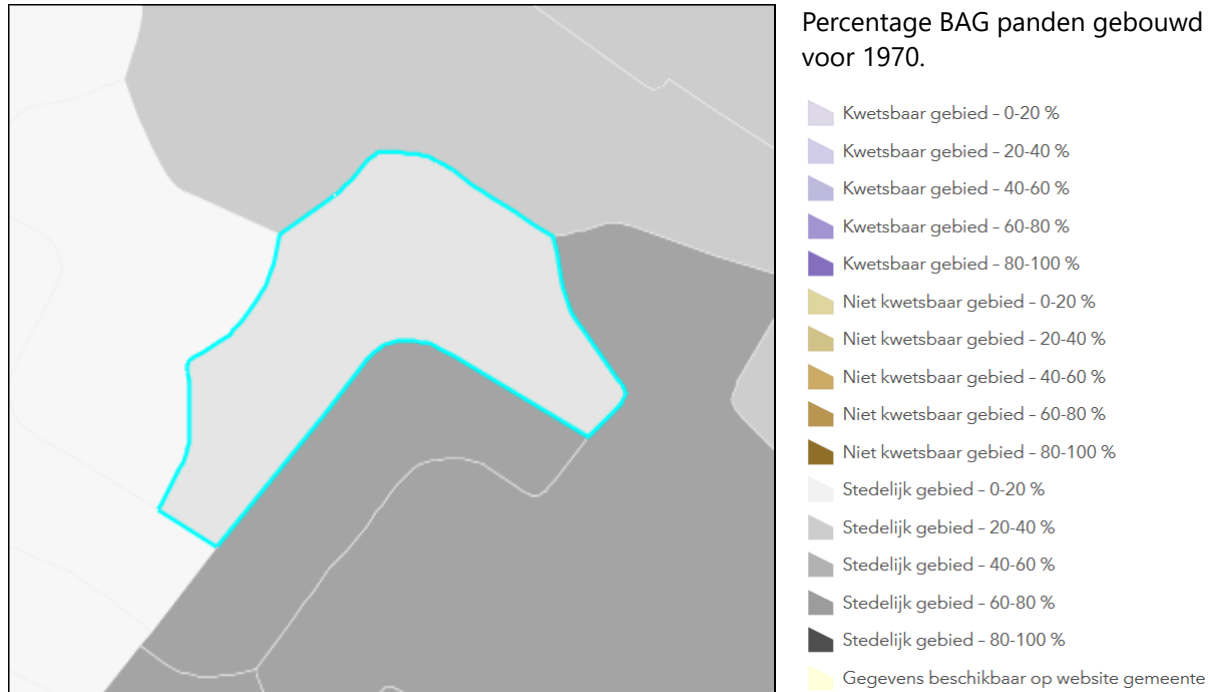 Percentage BAG panden gebouwd
voor 1970.
Kwetsbaar gebied – 0-20 %
Kwetsbaar gebied – 20-40 %
Kwetsbaar gebied – 40-60 %
Kwetsbaar gebied – 60-80 %
Kwetsbaar gebied – 80-100 %
Niet kwetsbaar gebied – 0-20 %
Niet kwetsbaar gebied – 20-40 %
Niet kwetsbaar gebied – 40-60 %
Niet kwetsbaar gebied – 60-80 %
Niet kwetsbaar gebied – 80-100 %
Stedelijk gebied – 0-20 %
Stedelijk gebied – 20-40 %
Stedelijk gebied – 40-60 %
Stedelijk gebied – 60-80 %
Stedelijk gebied – 80-100 %
Gegevens beschikbaar op website gemeente